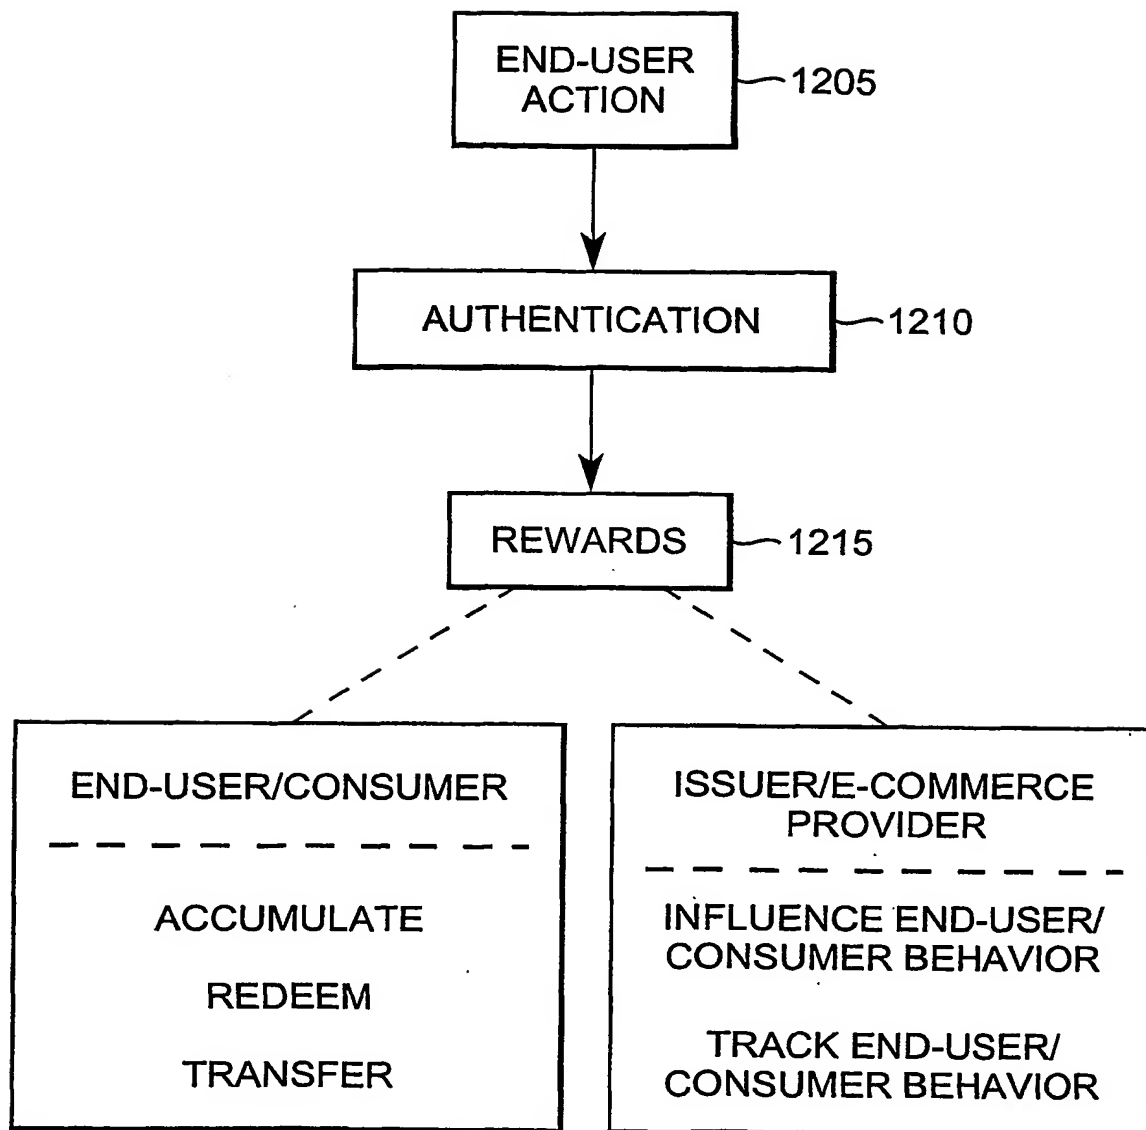 END-USER
ACTION
1205
AUTHENTICATION
1210
REWARDS
1215
END-USER/CONSUMER
ACCUMULATE
REDEEM
TRANSFER
ISSUER/E-COMMERCE
PROVIDER
INFLUENCE END-USER/
CONSUMER BEHAVIOR
TRACK END-USER/
CONSUMER BEHAVIOR